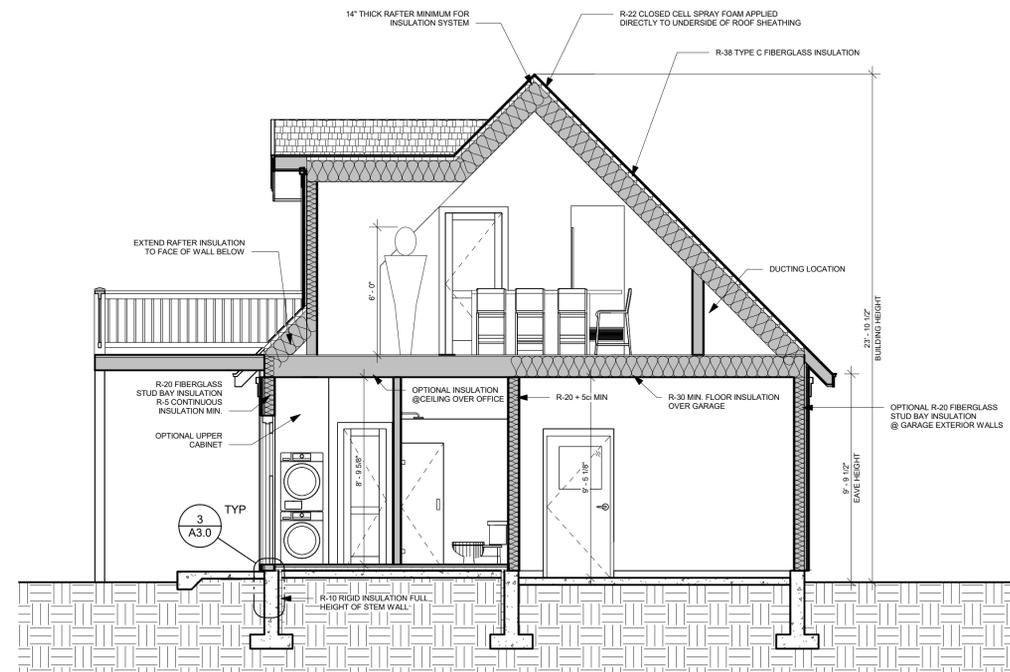 14" THICK RAFTER MINIMUM FOR
INSULATION SYSTEM
R-22 CLOSED CELL SPRAY FOAM APPLIED
DIRECTLY TO UNDERSIDE OF ROOF SHEATHING
R-38 TYPE C FIBERGLASS INSULATION
EXTEND RAFTER INSULATION
TO FACE OF WALL BELOW
DUCTING LOCATION
6' - 0"
23' - 10 1/2"
BUILDING HEIGHT
R-20 FIBERGLASS
STUD BAY INSULATION
R-5 CONTINUOUS
INSULATION MIN.
OPTIONAL INSULATION
@CEILING OVER OFFICE
R-20 + 5ci MIN
R-30 MIN. FLOOR INSULATION
OVER GARAGE
OPTIONAL R-20 FIBERGLASS
STUD BAY INSULATION
@ GARAGE EXTERIOR WALLS
OPTIONAL UPPER
CABINET
8' - 9 5/8"
9' - 5 1/8"
9' - 9 1/2"
EAVE HEIGHT
3
A3.0
TYP
R-10 RIGID INSULATION FULL
HEIGHT OF STEM WALL